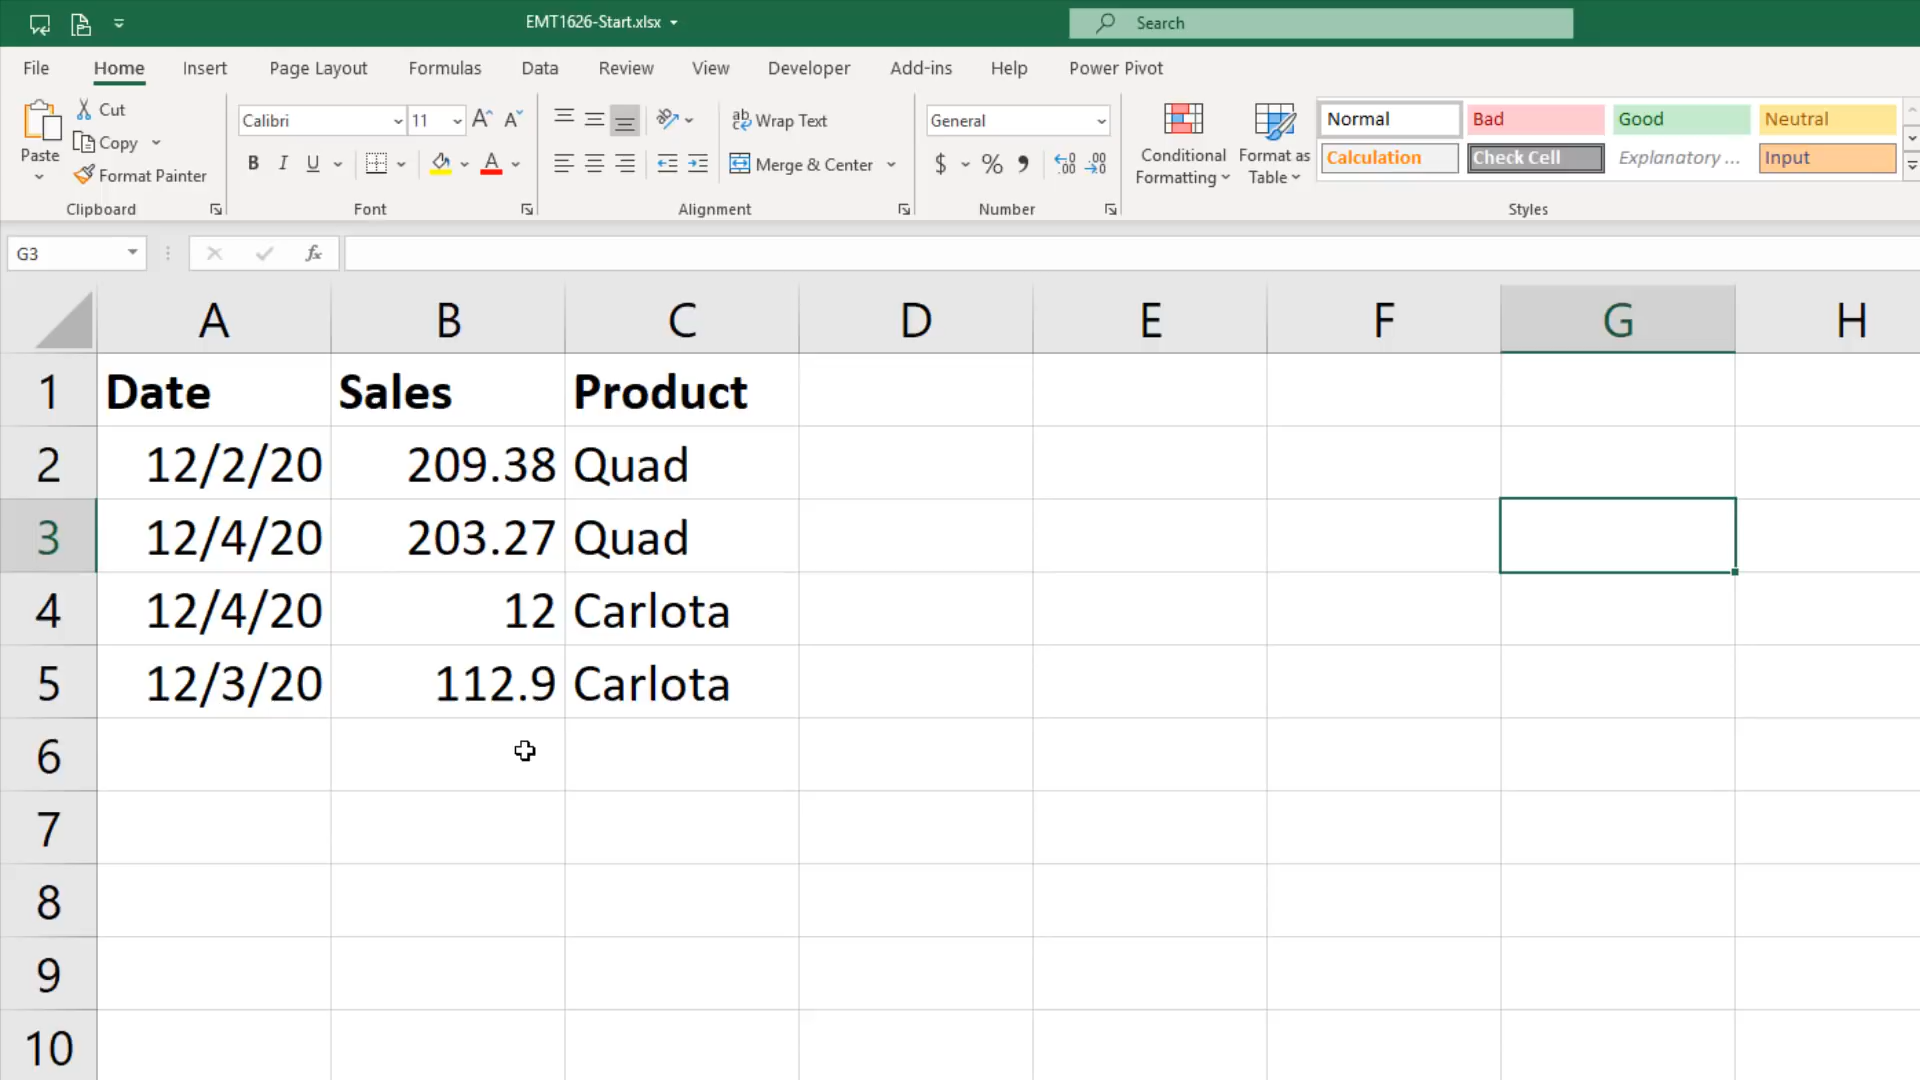 EMT1626-Start.xlsx
Search
File Home Insert Page Layout Formulas Data Review View Developer Add-ins Help Power Pivot
Paste
Cut
Copy
Format Painter
Clipboard
Calibri 11
B I U
Font
Wrap Text
Merge & Center
Alignment
General
$ % ,
Number
Conditional Formatting
Format as Table
Normal Bad Good Neutral
Calculation Check Cell Explanatory ... Input
Styles
G3 fx
A B C D E F G H
1 Date Sales Product
2 12/2/20 209.38 Quad
3 12/4/20 203.27 Quad
4 12/4/20 12 Carlota
5 12/3/20 112.9 Carlota
6
7
8
9
10